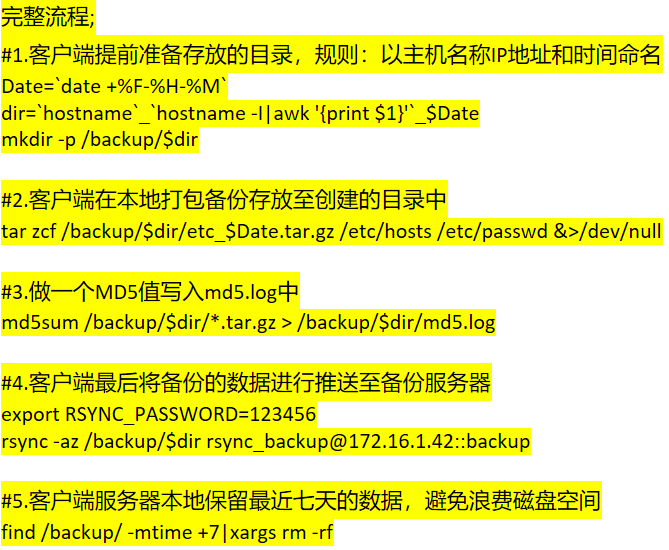 完整流程;
#1.客户端提前准备存放的目录，规则：以主机名称IP地址和时间命名
Date=`date +%F-%H-%M`
dir=`hostname`_`hostname -I|awk '{print $1}'`_$Date
mkdir -p /backup/$dir
#2.客户端在本地打包备份存放至创建的目录中
tar zcf /backup/$dir/etc_$Date.tar.gz /etc/hosts /etc/passwd &>/dev/null
#3.做一个MD5值写入md5.log中
md5sum /backup/$dir/*.tar.gz > /backup/$dir/md5.log
#4.客户端最后将备份的数据进行推送至备份服务器
export RSYNC_PASSWORD=123456
rsync -az /backup/$dir rsync_backup@172.16.1.42::backup
#5.客户端服务器本地保留最近七天的数据，避免浪费磁盘空间
find /backup/ -mtime +7|xargs rm -rf